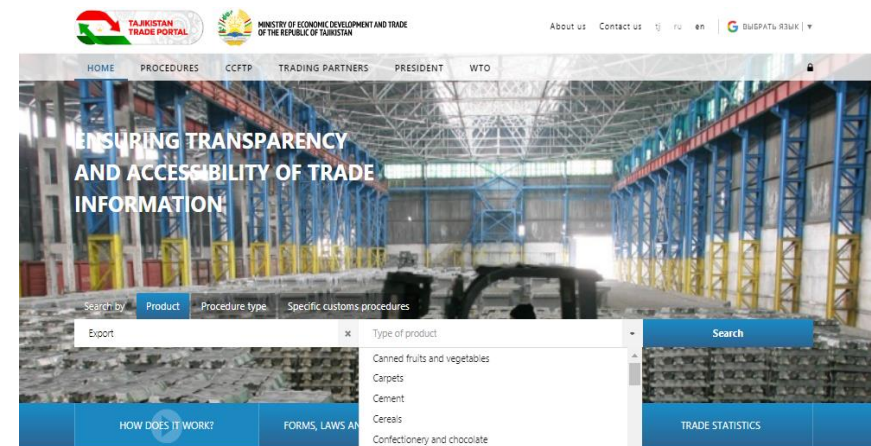 TAJIKISTAN
TRADE PORTAL
MINISTRY OF ECONOMIC DEVELOPMENT AND TRADE
OF THE REPUBLIC OF TAJIKISTAN
About us Contact us tj ru en G ВЫБРАТЬ ЯЗЫК
HOME PROCEDURES CCFTP TRADING PARTNERS PRESIDENT WTO
ENSURING TRANSPARENCY
AND ACCESSIBILITY OF TRADE
INFORMATION
Search by Product Procedure type Specific customs procedures
Export Type of product Search
Canned fruits and vegetables
Carpets
Cement
Cereals
Confectionery and chocolate
HOW DOES IT WORK? FORMS, LAWS AN TRADE STATISTICS